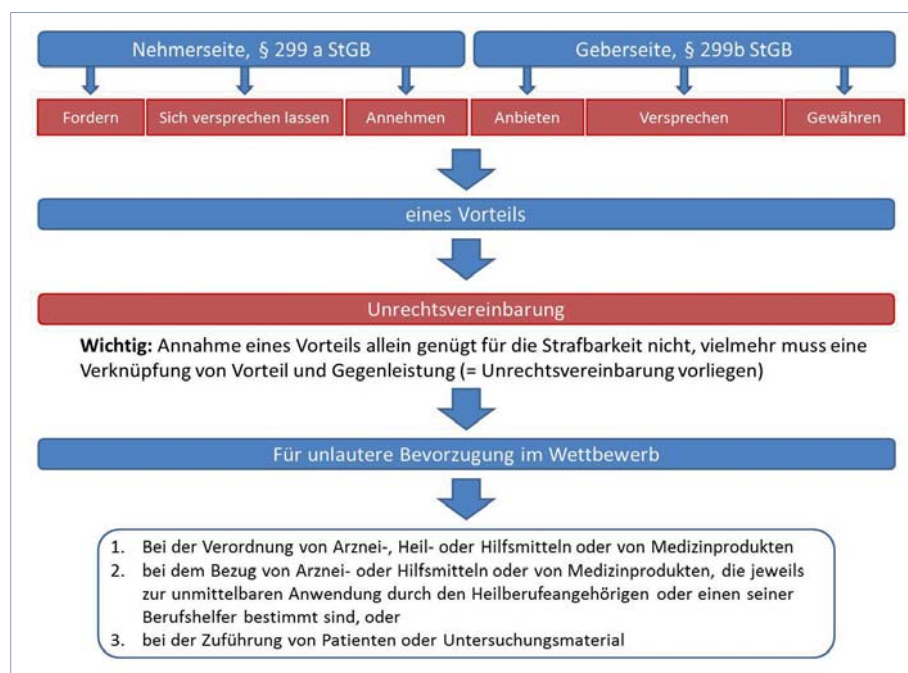 Nehmerseite, § 299 a StGB
Geberseite, § 299b StGB
Fordern
Sich versprechen lassen
Annehmen
Anbieten
Versprechen
Gewähren
eines Vorteils
Unrechtsvereinbarung
Wichtig: Annahme eines Vorteils allein genügt für die Strafbarkeit nicht, vielmehr muss eine
Verknüpfung von Vorteil und Gegenleistung (= Unrechtsvereinbarung vorliegen)
Für unlautere Bevorzugung im Wettbewerb
1. Bei der Verordnung von Arznei-, Heil- oder Hilfsmitteln oder von Medizinprodukten
2. bei dem Bezug von Arznei- oder Hilfsmitteln oder von Medizinprodukten, die jeweils
zur unmittelbaren Anwendung durch den Heilberufeangehörigen oder einen seiner
Berufshelfer bestimmt sind, oder
3. bei der Zuführung von Patienten oder Untersuchungsmaterial